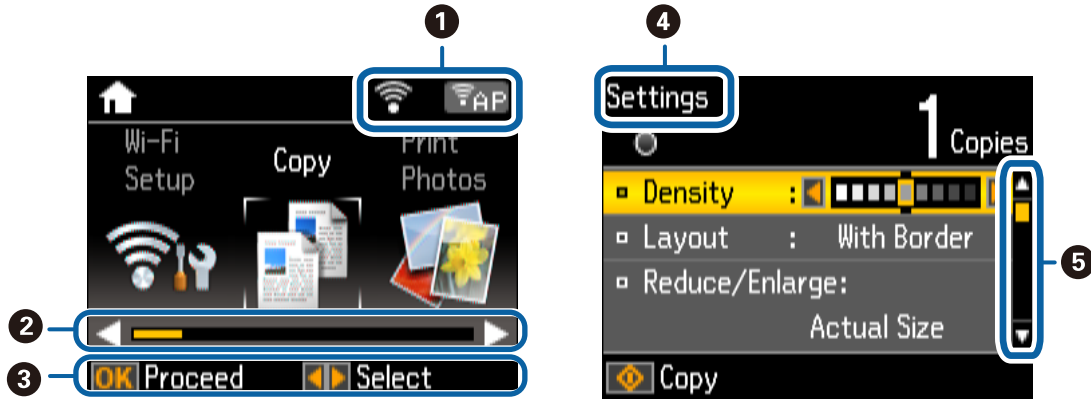 1
4
AP
Settings
1 Copies
Wi-Fi
Setup
Copy
Print
Photos
Density :
Layout : With Border
5
Reduce/Enlarge:
Actual Size
2
3
OK Proceed Select
Copy